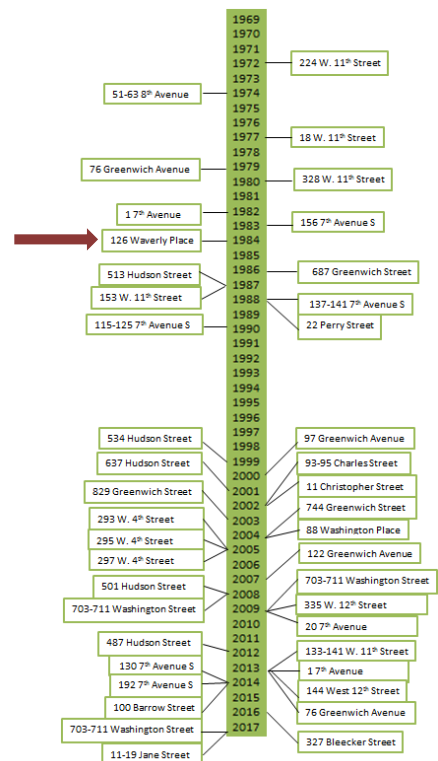 1969
1970
1971
1972
224 W. 11th Street
1973
51-63 8th Avenue
1974
1975
1976
1977
18 W. 11th Street
1978
76 Greenwich Avenue
1979
1980
328 W. 11th Street
1981
1 7th Avenue
1982
1983
156 7th Avenue S
126 Waverly Place
1984
1985
513 Hudson Street
1986
687 Greenwich Street
1987
153 W. 11th Street
1988
137-141 7th Avenue S
1989
115-125 7th Avenue S
1990
22 Perry Street
1991
1992
1993
1994
1995
1996
1997
534 Hudson Street
97 Greenwich Avenue
1998
637 Hudson Street
1999
93-95 Charles Street
2000
829 Greenwich Street
2001
11 Christopher Street
2002
744 Greenwich Street
293 W. 4th Street
2003
88 Washington Place
295 W. 4th Street
2004
2005
122 Greenwich Avenue
297 W. 4th Street
2006
2007
703-711 Washington Street
501 Hudson Street
2008
703-711 Washington Street
2009
335 W. 12th Street
2010
20 7th Avenue
487 Hudson Street
2011
2012
133-141 W. 11th Street
130 7th Avenue S
2013
1 7th Avenue
192 7th Avenue S
2014
144 West 12th Street
100 Barrow Street
2015
76 Greenwich Avenue
703-711 Washington Street
2016
2017
327 Bleecker Street
11-19 Jane Street